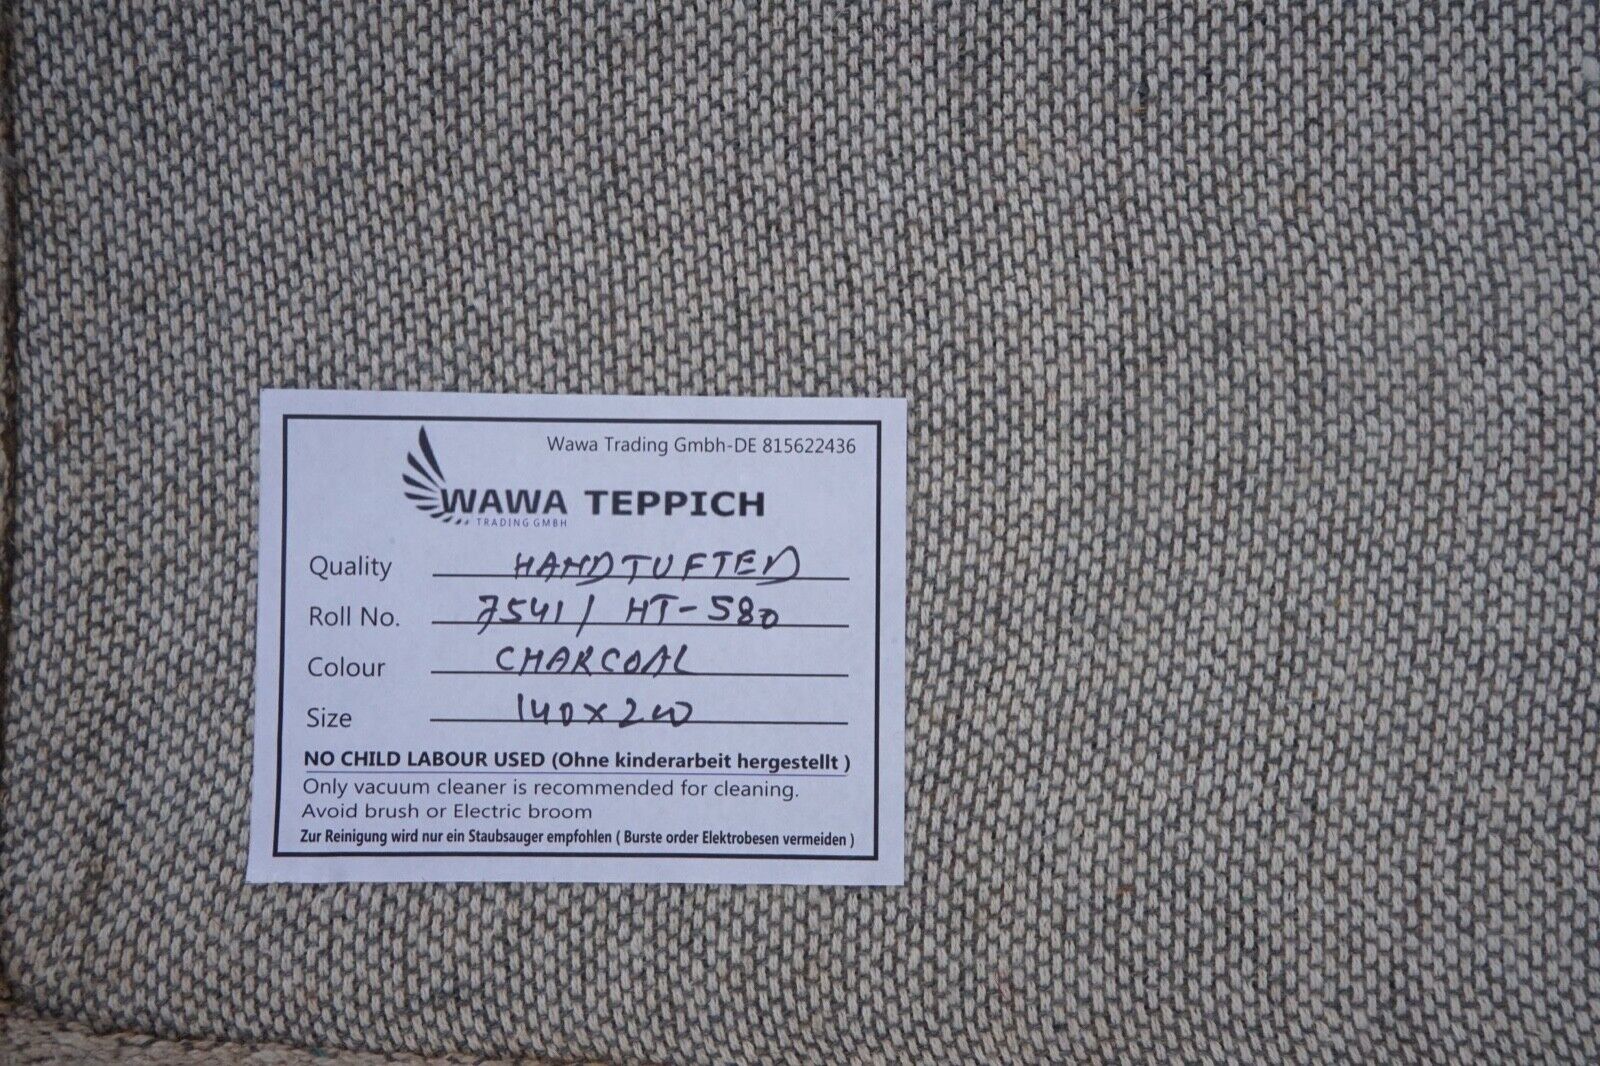 Wawa Trading Gmbh-DE 815622436
WAWA TEPPICH
TRADING GMBH
Quality HANDTUFTED
Roll No. 7541/ HT-580
Colour CHARCOAL
Size 140x200
NO CHILD LABOUR USED (Ohne kinderarbeit hergestellt )
Only vacuum cleaner is recommended for cleaning.
Avoid brush or Electric broom
Zur Reinigung wird nur ein Staubsauger empfohlen ( Burste order Elektrobesen vermeiden )